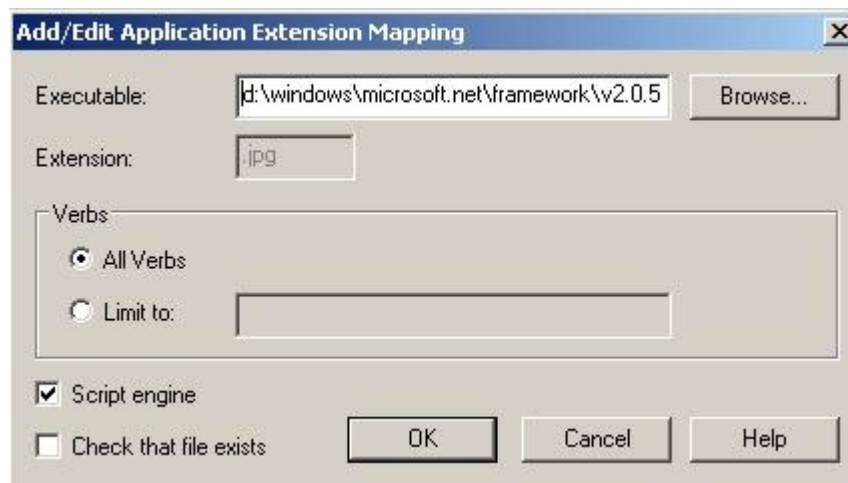 Add/Edit Application Extension Mapping
Executable: d:\windows\microsoft.net\framework\v2.0.5 Browse...
Extension: .jpg
Verbs
All Verbs
Limit to:
Script engine
Check that file exists OK Cancel Help